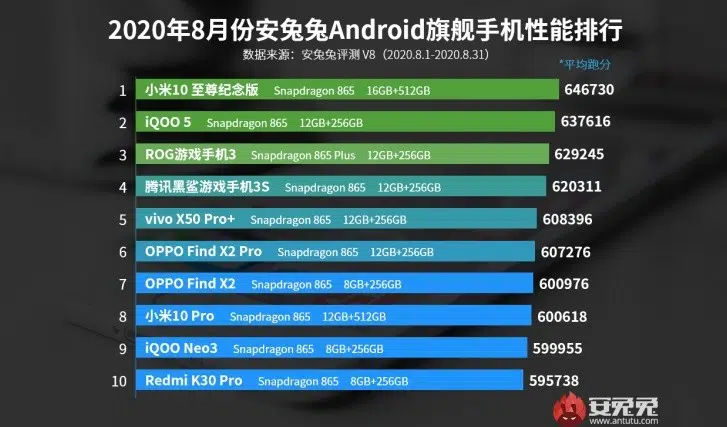 2020年8月份安兔兔Android旗舰手机性能排行
数据来源：安兔兔评测 V8（2020.8.1-2020.8.31）
*平均跑分
1 小米10 至尊纪念版 Snapdragon 865 16GB+512GB 646730
2 iQOO 5 Snapdragon 865 12GB+256GB 637616
3 ROG游戏手机3 Snapdragon 865 Plus 12GB+256GB 629245
4 腾讯黑鲨游戏手机3S Snapdragon 865 12GB+256GB 620311
5 vivo X50 Pro+ Snapdragon 865 12GB+256GB 608396
6 OPPO Find X2 Pro Snapdragon 865 12GB+256GB 607276
7 OPPO Find X2 Snapdragon 865 8GB+256GB 600976
8 小米10 Pro Snapdragon 865 12GB+512GB 600618
9 iQOO Neo3 Snapdragon 865 8GB+256GB 599955
10 Redmi K30 Pro Snapdragon 865 8GB+256GB 595738
安兔兔
www.antutu.com